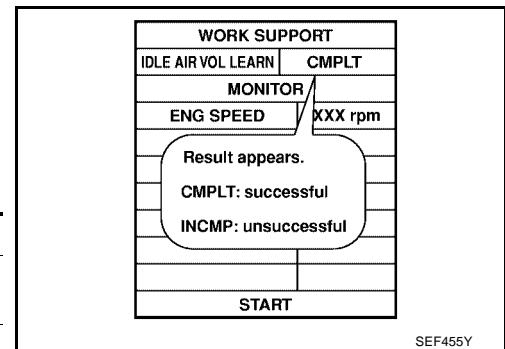 WORK SUPPORT
IDLE AIR VOL LEARN CMPLT
MONITOR
ENG SPEED XXX rpm
Result appears.
CMPLT: successful
INCMP: unsuccessful
START
SEF455Y